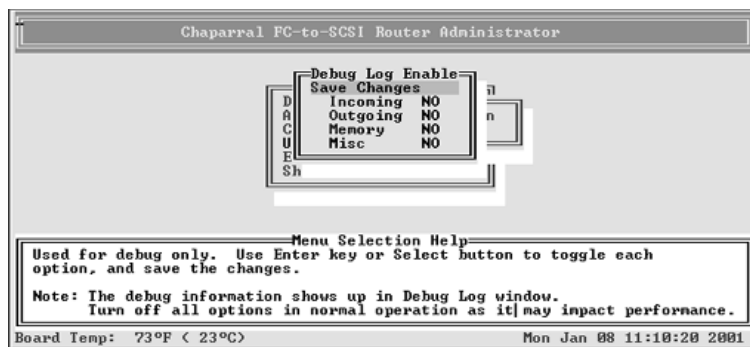 Chaparral FC-to-SCSI Router Administrator
Debug Log Enable
Save Changes
Incoming NO
Outgoing NO
Memory NO
Misc NO
D
A
C
U
E
Sh
n
Menu Selection Help
Used for debug only. Use Enter key or Select button to toggle each
option, and save the changes.
Note: The debug information shows up in Debug Log window.
Turn off all options in normal operation as it may impact performance.
Board Temp: 73ºF ( 23ºC) Mon Jan 08 11:10:20 2001